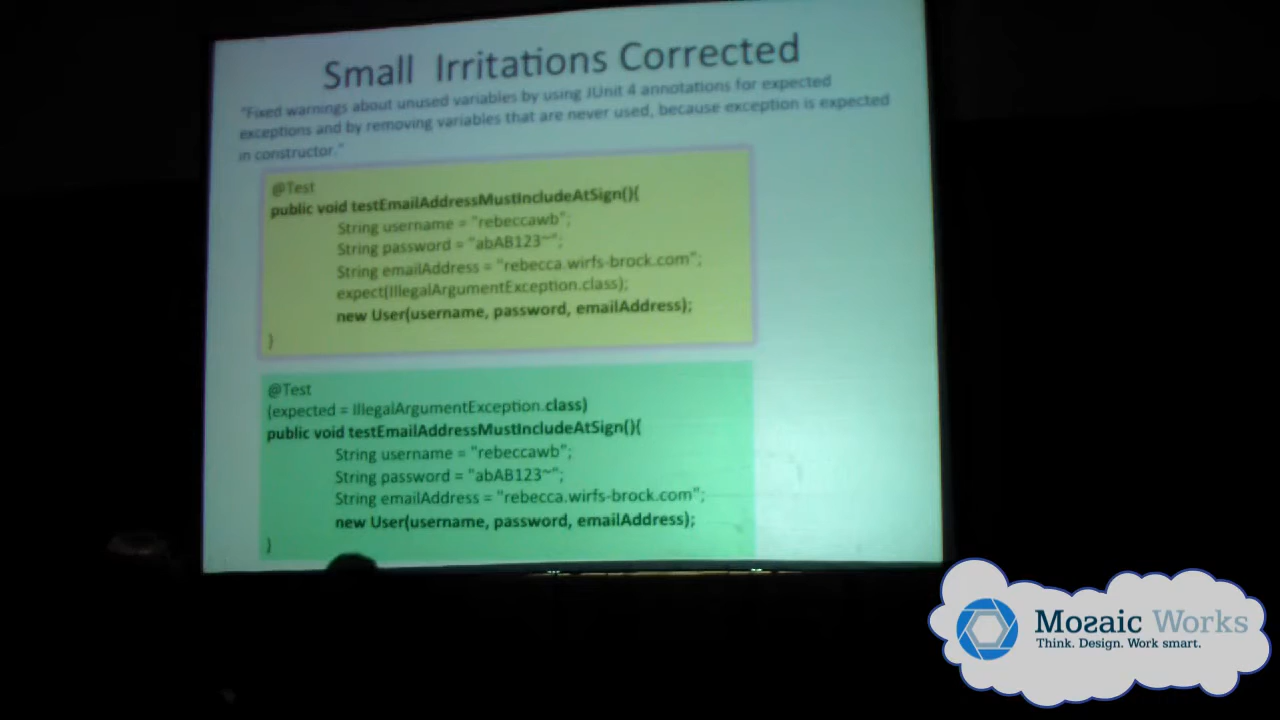 Small Irritations Corrected
"Fixed warnings about unused variables by using JUnit 4 annotations for expected
exceptions and by removing variables that are never used, because exception is expected
in constructor."
@Test
public void testEmailAddressMustIncludeAtSign(){
String username = "rebeccawb";
String password = "abAB123~";
String emailAddress = "rebecca.wirfs-brock.com";
expect(IllegalArgumentException.class);
new User(username, password, emailAddress);
}
@Test
(expected = IllegalArgumentException.class)
public void testEmailAddressMustIncludeAtSign(){
String username = "rebeccawb";
String password = "abAB123~";
String emailAddress = "rebecca.wirfs-brock.com";
new User(username, password, emailAddress);
}
Mozaic Works
Think. Design. Work smart.